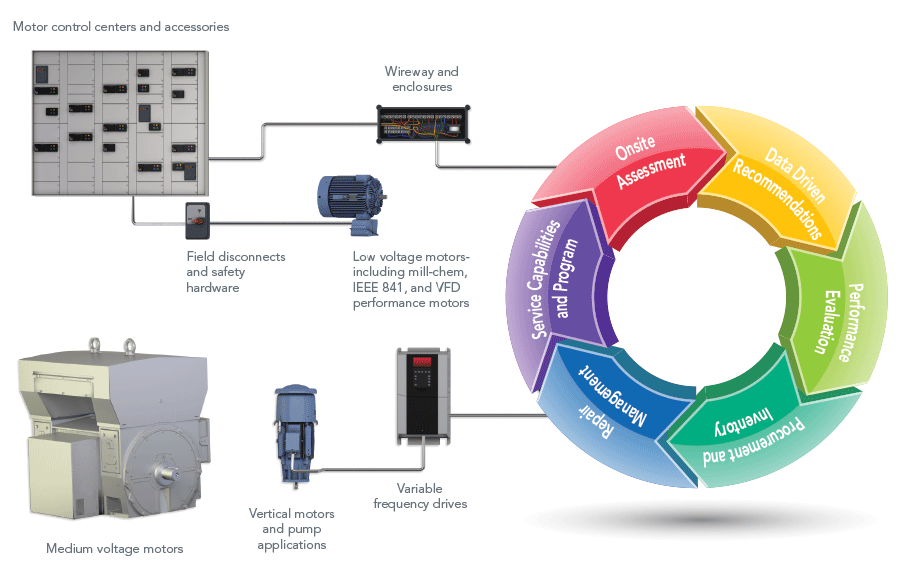 Motor control centers and accessories
Wireway and
enclosures
Field disconnects
and safety
hardware
Low voltage motors-
including mill-chem,
IEEE 841, and VFD
performance motors
Medium voltage motors
Vertical motors
and pump
applications
Variable
frequency drives
Onsite
Assessment
Data Driven
Recommendations
Performance
Evaluation
Procurement and
Inventory
Repair
Management
Service Capabilities
and Program